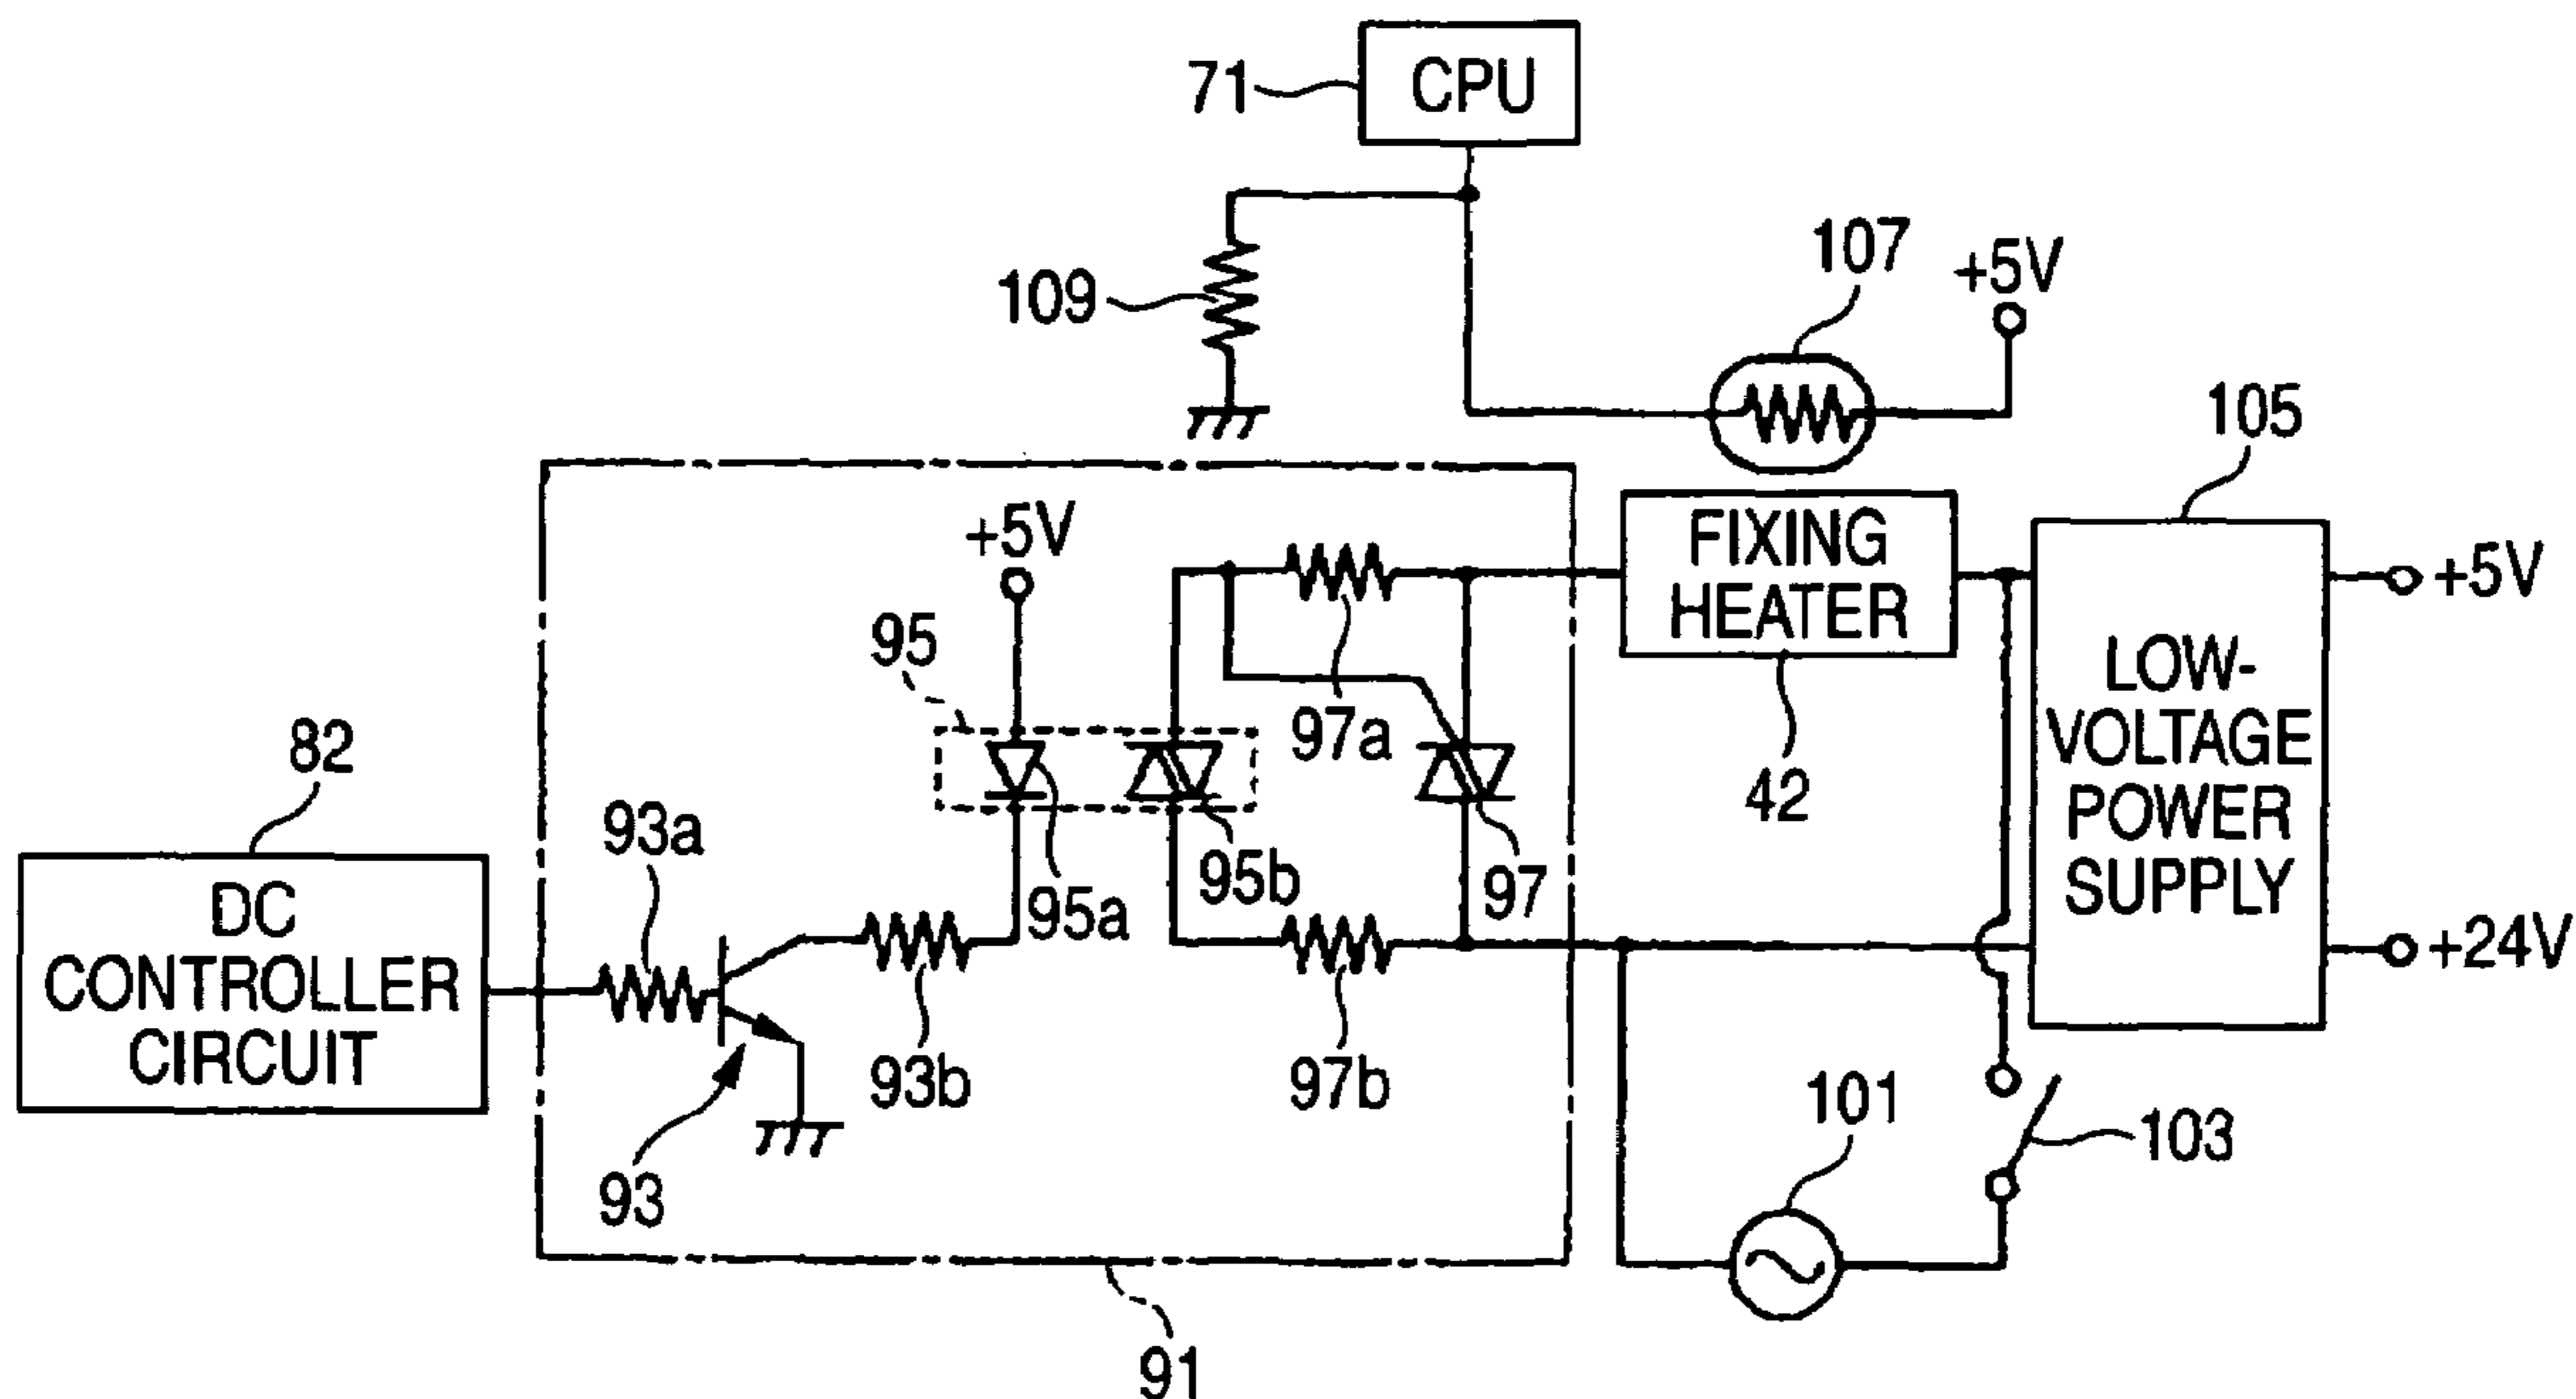 71
CPU
109
107
+5V
105
+5V
FIXING
HEATER
42
LOW-
VOLTAGE
POWER
SUPPLY
+5V
+24V
95
97a
82
DC
CONTROLLER
CIRCUIT
93a
95a
95b
97
93b
97b
93
101
103
91